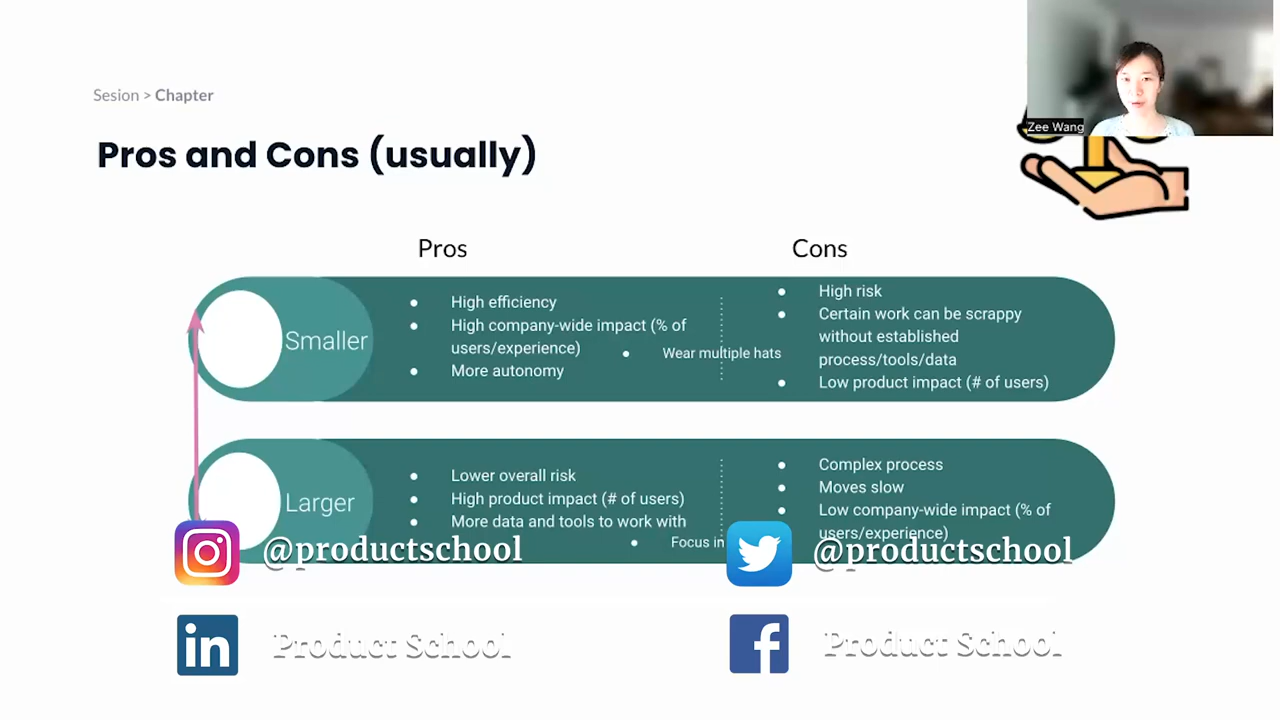 Zee Wang
Sesion > Chapter
Pros and Cons (usually)
Pros
Cons
Smaller
High efficiency
High company-wide impact (% of
users/experience)
More autonomy
Wear multiple hats
High risk
Certain work can be scrappy
without established
process/tools/data
Low product impact (# of users)
Larger
Lower overall risk
High product impact (# of users)
More data and tools to work with
Focus in
Complex process
Moves slow
Low company-wide impact (% of
users/experience)
@productschool
@productschool
in
Product School
f
Product School